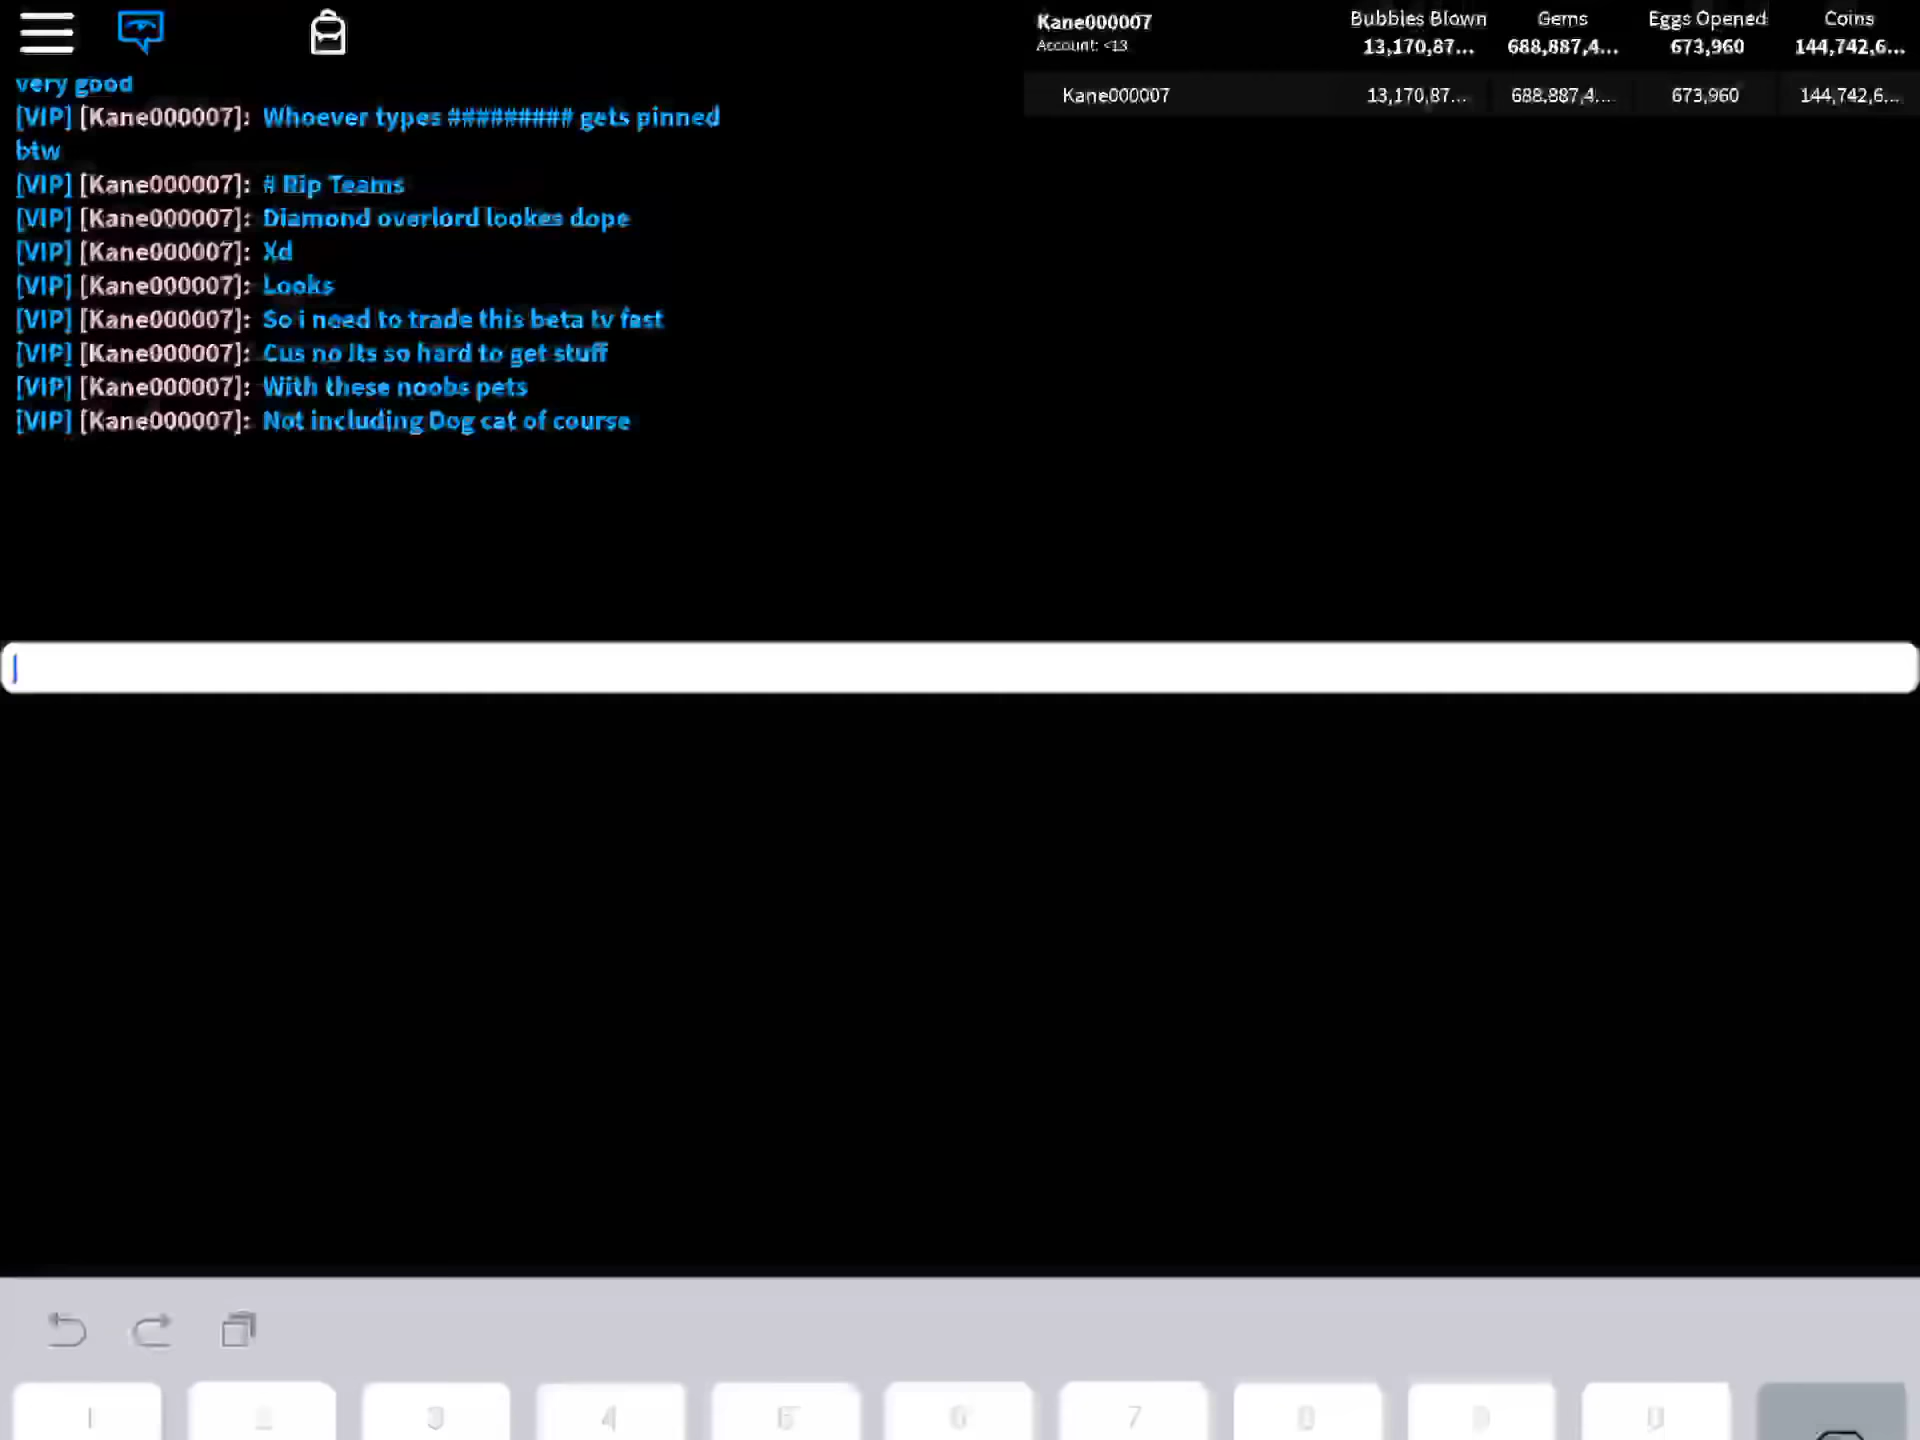 Kane000007 Bubbles Blown Gems Eggs Opened Coins
Account: <13 13,170,87... 688,887,4... 673,960 144,742,6...
Kane000007 13,170,87... 688,887,4... 673,960 144,742,6...
very good
[VIP] [Kane000007]: Whoever types ######### gets pinned
btw
[VIP] [Kane000007]: # Rip Teams
[VIP] [Kane000007]: Diamond overlord lookes dope
[VIP] [Kane000007]: Xd
[VIP] [Kane000007]: Looks
[VIP] [Kane000007]: So i need to trade this beta tv fast
[VIP] [Kane000007]: Cus no Its so hard to get stuff
[VIP] [Kane000007]: With these noobs pets
[VIP] [Kane000007]: Not including Dog cat of course
3 4 7